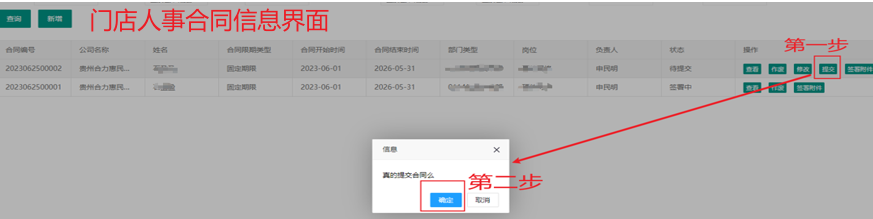 查询 新增 门店人事合同信息界面
合同编号 公司名称 姓名 合同限期类型 合同开始时间 合同结束时间 部门类型 岗位 负责人 状态 操作 第一步
2023062500002 贵州合力惠民... 固定期限 2023-06-01 2026-05-31 申民明 待提交 查看 作废 修改 提交 签署附件
2023062500001 贵州合力惠民... 固定期限 2023-06-01 2026-05-31 申民明 签署中 查看 作废 签署附件
信息
真的提交合同么
第二步
确定 取消